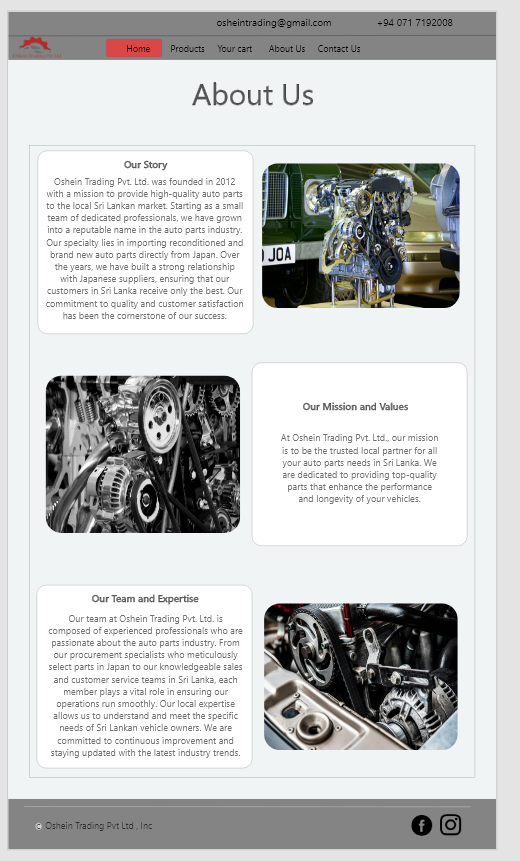 osheintrading@gmail.com +94 071 7192008
Home Products Your cart About Us Contact Us
About Us
Our Story
Oshein Trading Pvt. Ltd. was founded in 2012
with a mission to provide high-quality auto parts
to the local Sri Lankan market. Starting as a small
team of dedicated professionals, we have grown
into a reputable name in the auto parts industry.
Our specialty lies in importing reconditioned and
brand new auto parts directly from Japan. Over
the years, we have built a strong relationship
with Japanese suppliers, ensuring that our
customers in Sri Lanka receive only the best. Our
commitment to quality and customer satisfaction
has been the cornerstone of our success.
JOA
Our Mission and Values
At Oshein Trading Pvt. Ltd., our mission
is to be the trusted local partner for all
your auto parts needs in Sri Lanka. We
are dedicated to providing top-quality
parts that enhance the performance
and longevity of your vehicles.
Our Team and Expertise
Our team at Oshein Trading Pvt. Ltd. is
composed of experienced professionals who are
passionate about the auto parts industry. From
our procurement specialists who meticulously
select parts in Japan to our knowledgeable sales
and customer service teams in Sri Lanka, each
member plays a vital role in ensuring our
operations run smoothly. Our local expertise
allows us to understand and meet the specific
needs of Sri Lankan vehicle owners. We are
committed to continuous improvement and
staying updated with the latest industry trends.
© Oshein Trading Pvt Ltd , Inc